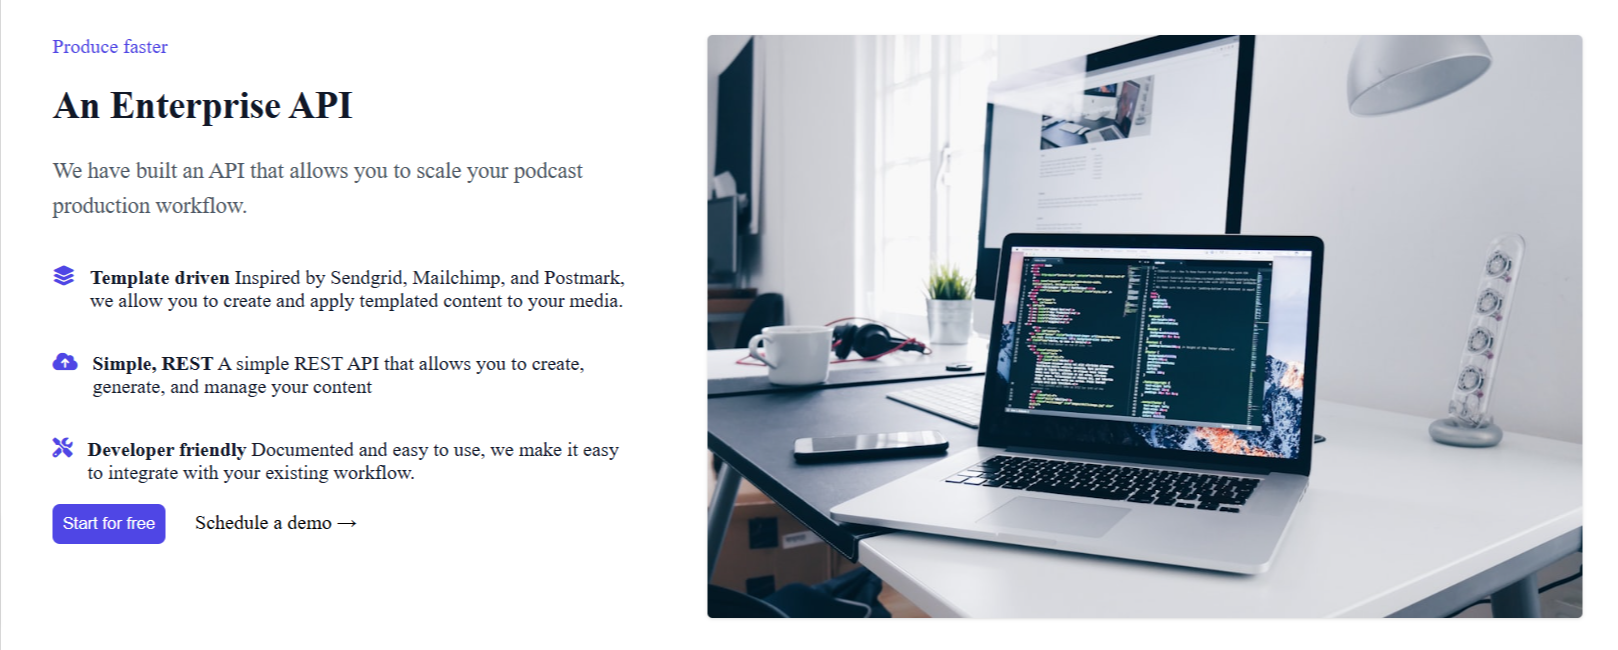 Produce faster
An Enterprise API
We have built an API that allows you to scale your podcast
production workflow.
Template driven Inspired by Sendgrid, Mailchimp, and Postmark,
we allow you to create and apply templated content to your media.
Simple, REST A simple REST API that allows you to create,
generate, and manage your content
Developer friendly Documented and easy to use, we make it easy
to integrate with your existing workflow.
Start for free
Schedule a demo →